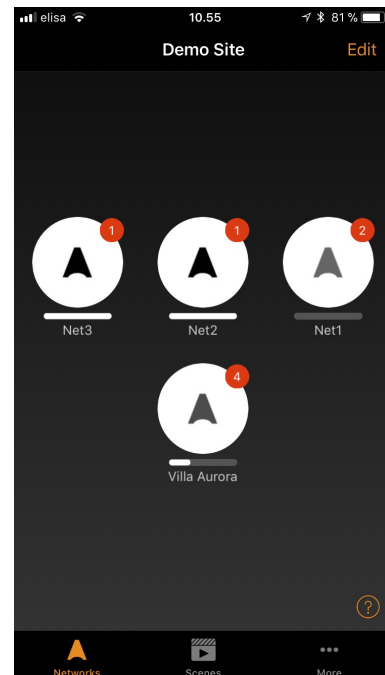 elisa 10.55 81 %
Demo Site Edit
1 1 2
Net3 Net2 Net1
4
Villa Aurora
?
Networks Scenes More